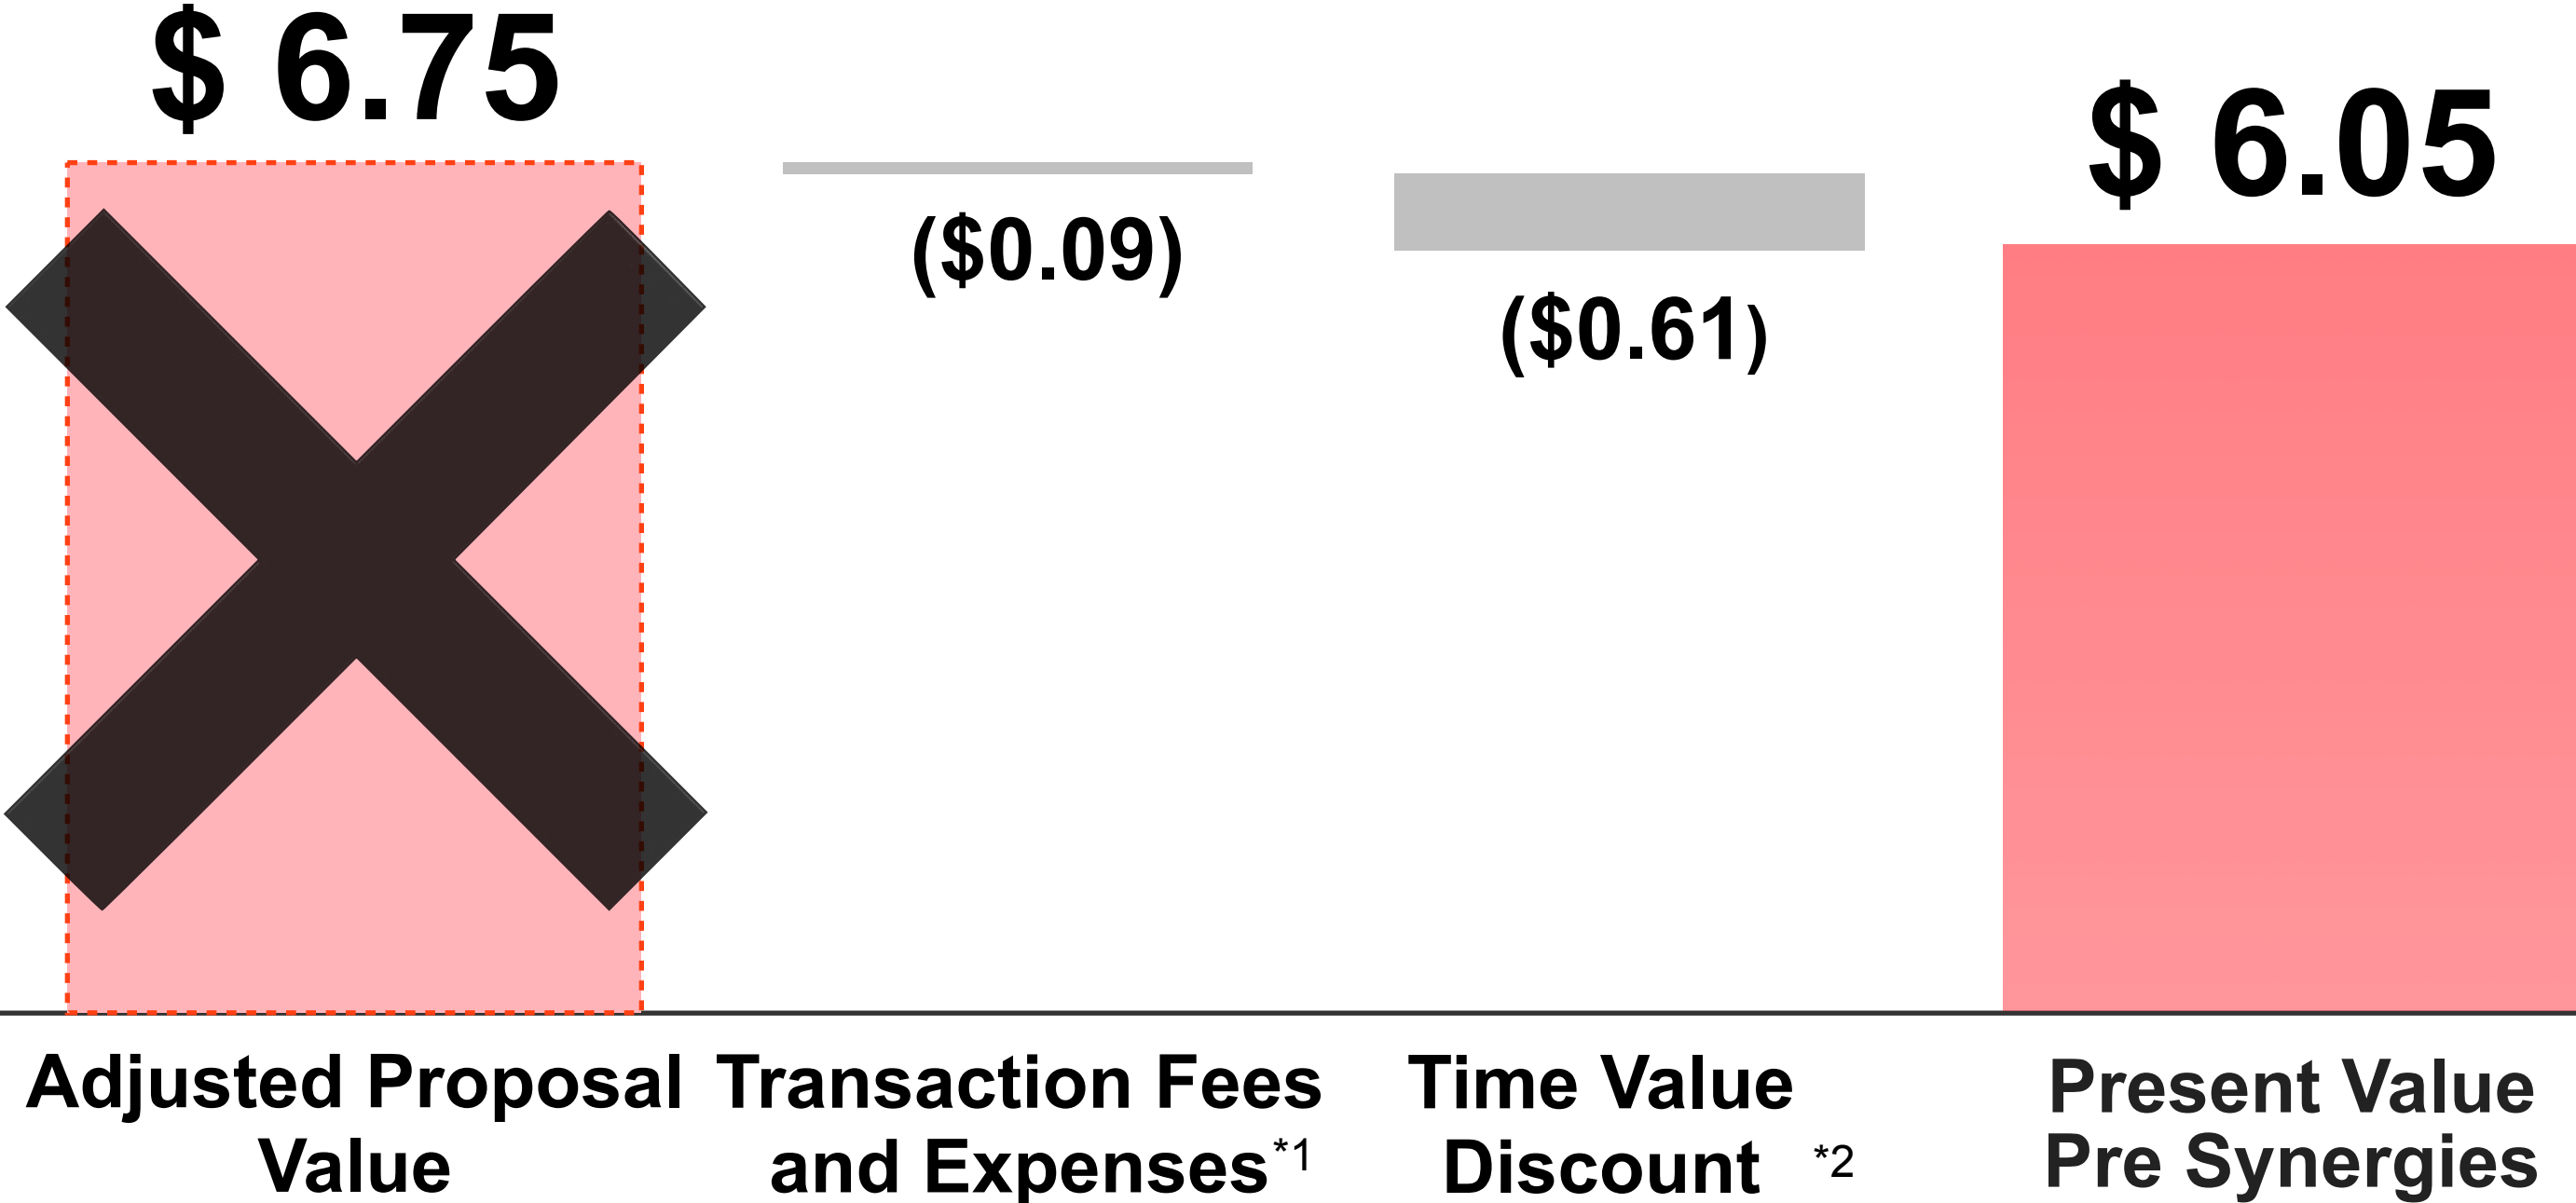 $ 6.75
($0.09)
($0.61)
$ 6.05
Adjusted Proposal
Value
Transaction Fees
and Expenses*1
Time Value
Discount *2
Present Value
Pre Synergies